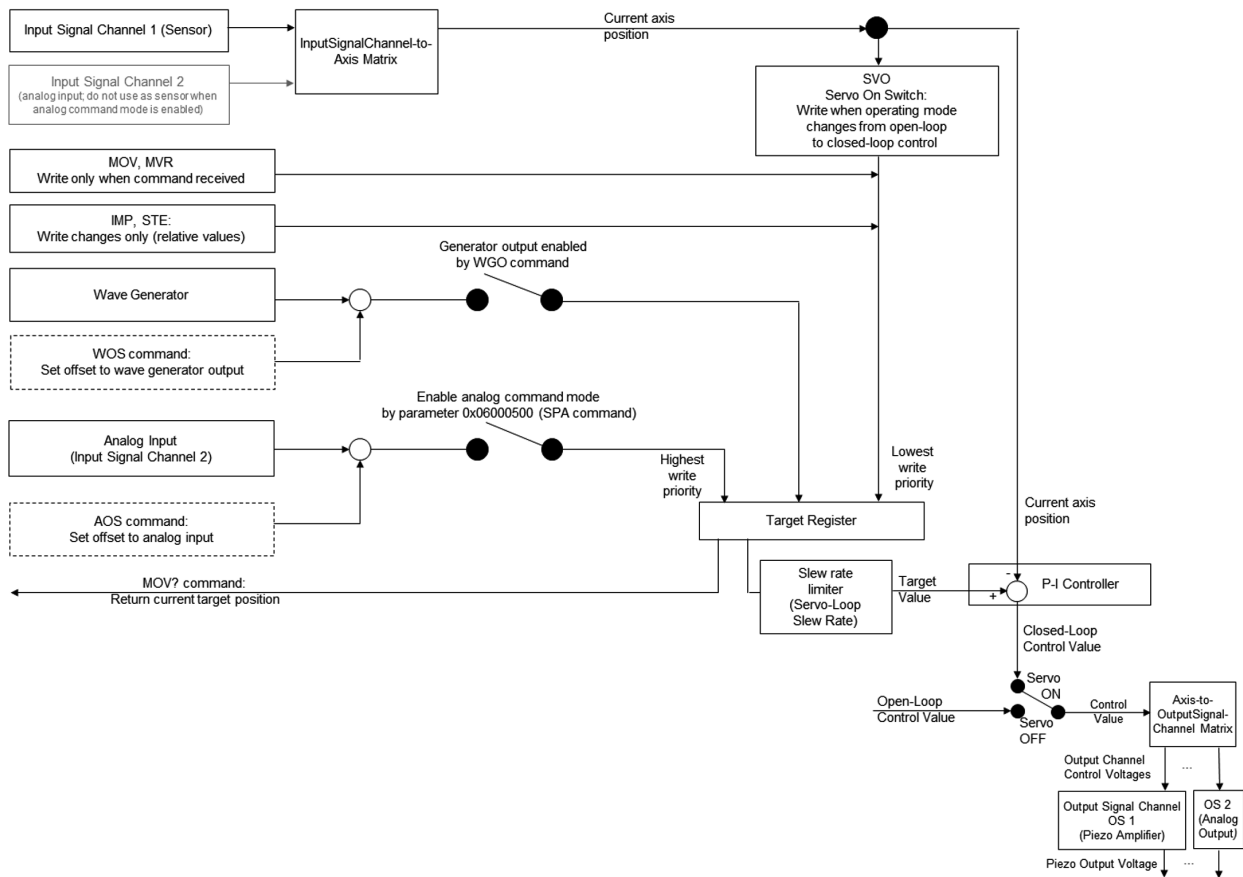 Input Signal Channel 1 (Sensor)
InputSignalChannel-to-
Axis Matrix
Current axis
position
Input Signal Channel 2
(analog input; do not use as sensor when
analog command mode is enabled)
SVO
Servo On Switch:
Write when operating mode
changes from open-loop
to closed-loop control
MOV, MVR
Write only when command received
IMP, STE:
Write changes only (relative values)
Generator output enabled
by WGO command
Wave Generator
WOS command:
Set offset to wave generator output
Enable analog command mode
by parameter 0x06000500 (SPA command)
Analog Input
(Input Signal Channel 2)
Highest
write
priority
Lowest
write priority
AOS command:
Set offset to analog input
Target Register
Current axis
position
MOV? command:
Return current target position
Slew rate
limiter
(Servo-Loop
Slew Rate)
Target
Value
-
+
P-I Controller
Closed-Loop
Control Value
Servo
ON
Open-Loop
Control Value
Servo
OFF
Control
Value
Axis-to-
OutputSignal-
Channel Matrix
Output Channel
Control Voltages
...
Output Signal Channel
OS 1
(Piezo Amplifier)
OS 2
(Analog
Output)
Piezo Output Voltage
...